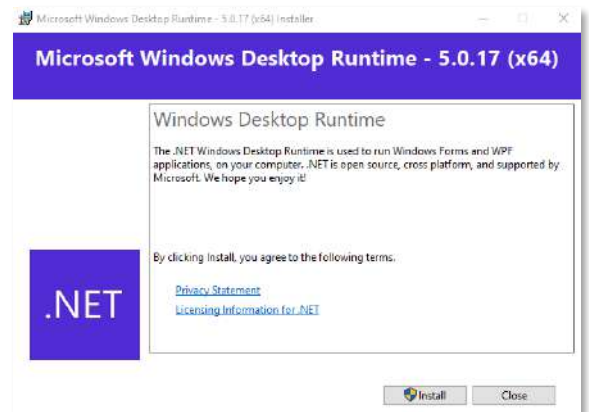 Microsoft Windows Desktop Runtime - 5.0.17 (x64) Installer
Microsoft Windows Desktop Runtime - 5.0.17 (x64)
Windows Desktop Runtime
The .NET Windows Desktop Runtime is used to run Windows Forms and WPF
applications, on your computer. .NET is open source, cross platform, and supported by
Microsoft. We hope you enjoy it!
By clicking Install, you agree to the following terms.
Privacy Statement
Licensing Information for .NET
.NET
Install
Close